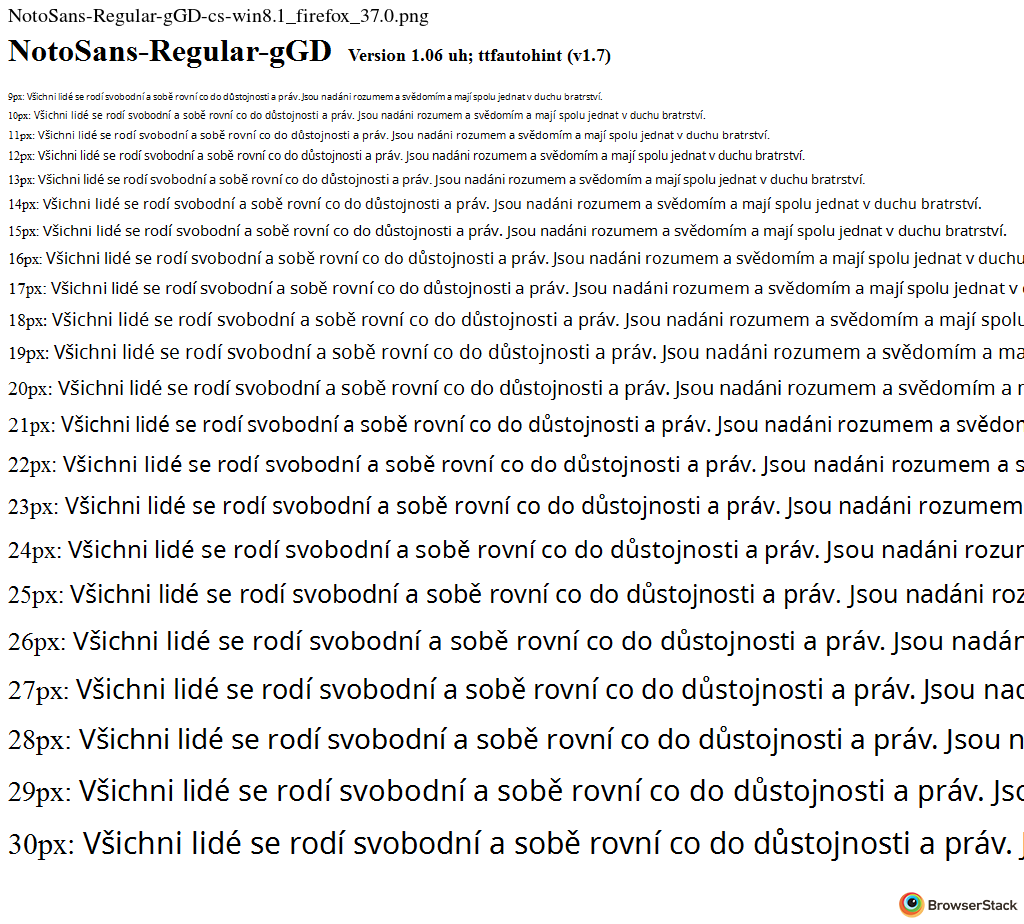 NotoSans-Regular-gGD-cs-win8.1_firefox_37.0.png
NotoSans-Regular-gGD Version 1.06 uh; ttfautohint (v1.7)
9px: Všichni lidé se rodí svobodní a sobě rovní co do důstojnosti a práv. Jsou nadáni rozumem a svědomím a mají spolu jednat v duchu bratrství.
10px: Všichni lidé se rodí svobodní a sobě rovní co do důstojnosti a práv. Jsou nadáni rozumem a svědomím a mají spolu jednat v duchu bratrství.
11px: Všichni lidé se rodí svobodní a sobě rovní co do důstojnosti a práv. Jsou nadáni rozumem a svědomím a mají spolu jednat v duchu bratrství.
12px: Všichni lidé se rodí svobodní a sobě rovní co do důstojnosti a práv. Jsou nadáni rozumem a svědomím a mají spolu jednat v duchu bratrství.
13px: Všichni lidé se rodí svobodní a sobě rovní co do důstojnosti a práv. Jsou nadáni rozumem a svědomím a mají spolu jednat v duchu bratrství.
14px: Všichni lidé se rodí svobodní a sobě rovní co do důstojnosti a práv. Jsou nadáni rozumem a svědomím a mají spolu jednat v duchu bratrství.
15px: Všichni lidé se rodí svobodní a sobě rovní co do důstojnosti a práv. Jsou nadáni rozumem a svědomím a mají spolu jednat v duchu bratrství.
16px: Všichni lidé se rodí svobodní a sobě rovní co do důstojnosti a práv. Jsou nadáni rozumem a svědomím a mají spolu jednat v duchu
17px: Všichni lidé se rodí svobodní a sobě rovní co do důstojnosti a práv. Jsou nadáni rozumem a svědomím a mají spolu jednat v
18px: Všichni lidé se rodí svobodní a sobě rovní co do důstojnosti a práv. Jsou nadáni rozumem a svědomím a mají spolu
19px: Všichni lidé se rodí svobodní a sobě rovní co do důstojnosti a práv. Jsou nadáni rozumem a svědomím a ma
20px: Všichni lidé se rodí svobodní a sobě rovní co do důstojnosti a práv. Jsou nadáni rozumem a svědomím a
21px: Všichni lidé se rodí svobodní a sobě rovní co do důstojnosti a práv. Jsou nadáni rozumem a svědom
22px: Všichni lidé se rodí svobodní a sobě rovní co do důstojnosti a práv. Jsou nadáni rozumem a s
23px: Všichni lidé se rodí svobodní a sobě rovní co do důstojnosti a práv. Jsou nadáni rozumem
24px: Všichni lidé se rodí svobodní a sobě rovní co do důstojnosti a práv. Jsou nadáni rozum
25px: Všichni lidé se rodí svobodní a sobě rovní co do důstojnosti a práv. Jsou nadáni roz
26px: Všichni lidé se rodí svobodní a sobě rovní co do důstojnosti a práv. Jsou nadán
27px: Všichni lidé se rodí svobodní a sobě rovní co do důstojnosti a práv. Jsou nad
28px: Všichni lidé se rodí svobodní a sobě rovní co do důstojnosti a práv. Jsou n
29px: Všichni lidé se rodí svobodní a sobě rovní co do důstojnosti a práv. Jso
30px: Všichni lidé se rodí svobodní a sobě rovní co do důstojnosti a práv. J
BrowserStack